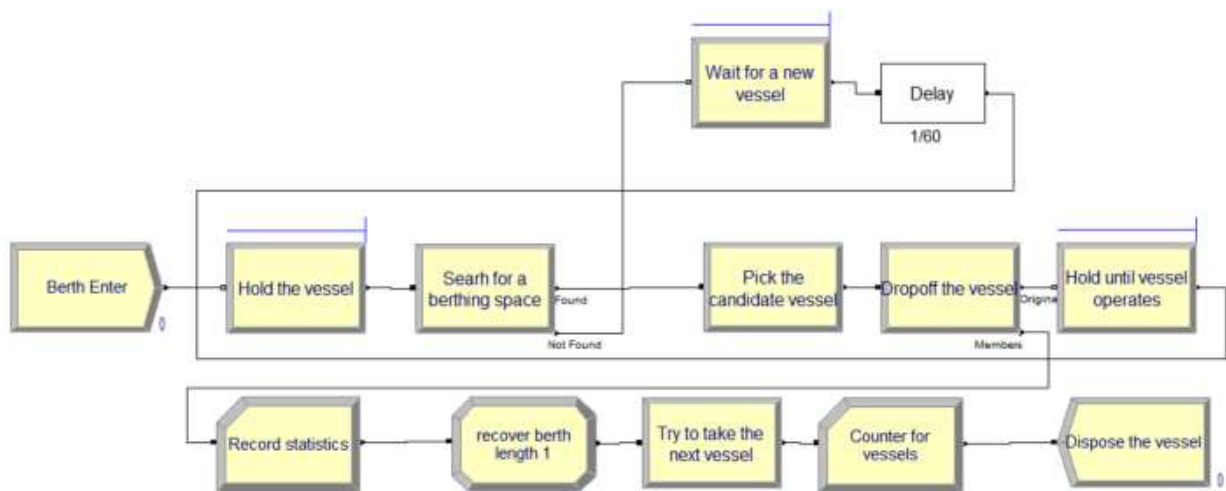 Wait for a new
vessel
Delay
1/60
Berth Enter
0
Hold the vessel
Searh for a
berthing space
Found
Not Found
Pick the
candidate vessel
Dropoff the vessel
Origina
Members
Hold until vessel
operates
Record statistics
recover berth
length 1
Try to take the
next vessel
Counter for
vessels
Dispose the vessel
0